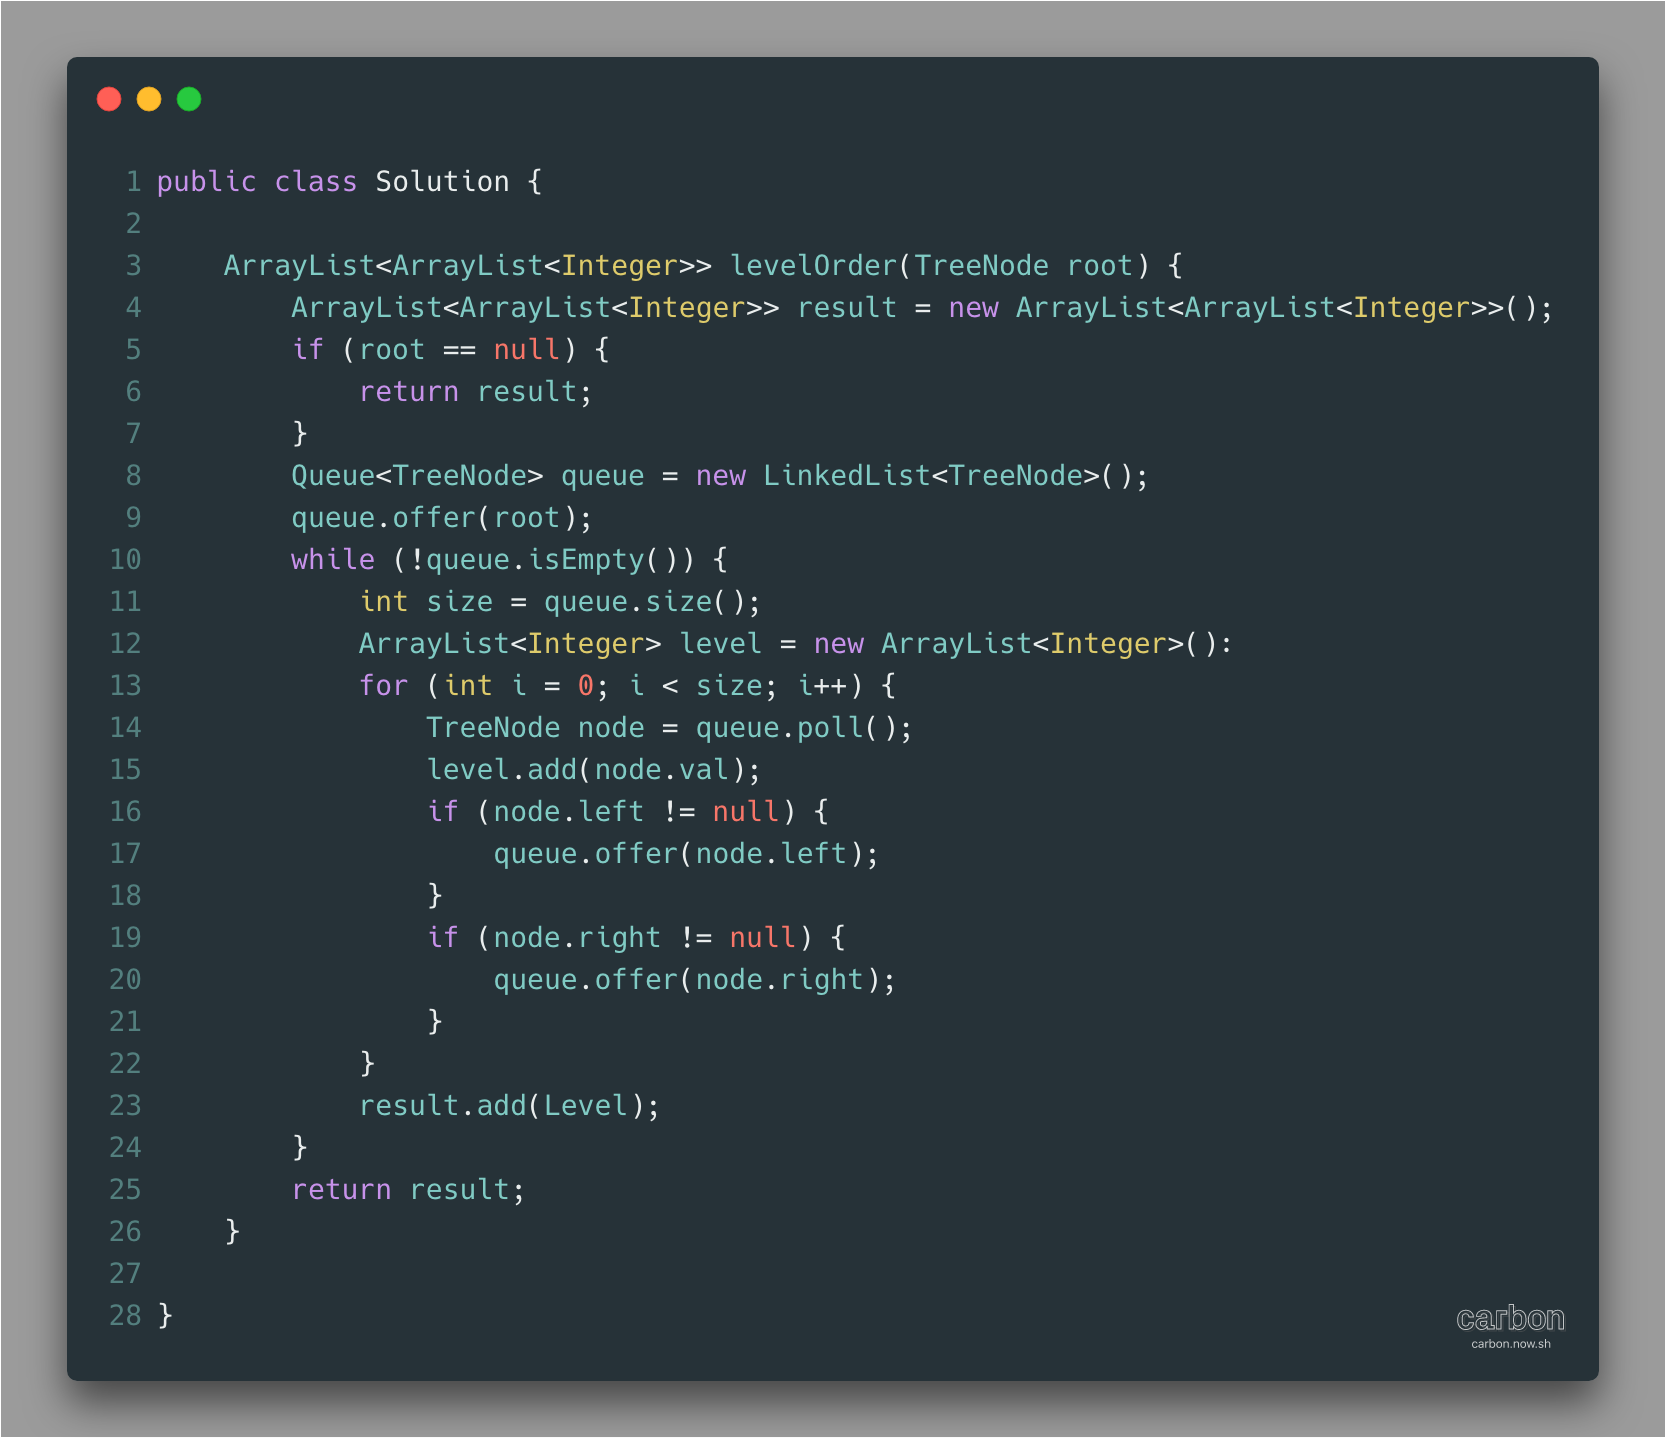 1 public class Solution {
2
3     ArrayList<ArrayList<Integer>> levelOrder(TreeNode root) {
4         ArrayList<ArrayList<Integer>> result = new ArrayList<ArrayList<Integer>>();
5         if (root == null) {
6             return result;
7         }
8         Queue<TreeNode> queue = new LinkedList<TreeNode>();
9         queue.offer(root);
10         while (!queue.isEmpty()) {
11             int size = queue.size();
12             ArrayList<Integer> level = new ArrayList<Integer>():
13             for (int i = 0; i < size; i++) {
14                 TreeNode node = queue.poll();
15                 level.add(node.val);
16                 if (node.left != null) {
17                     queue.offer(node.left);
18                 }
19                 if (node.right != null) {
20                     queue.offer(node.right);
21                 }
22             }
23             result.add(Level);
24         }
25         return result;
26     }
27
28 }
carbon
carbon.now.sh